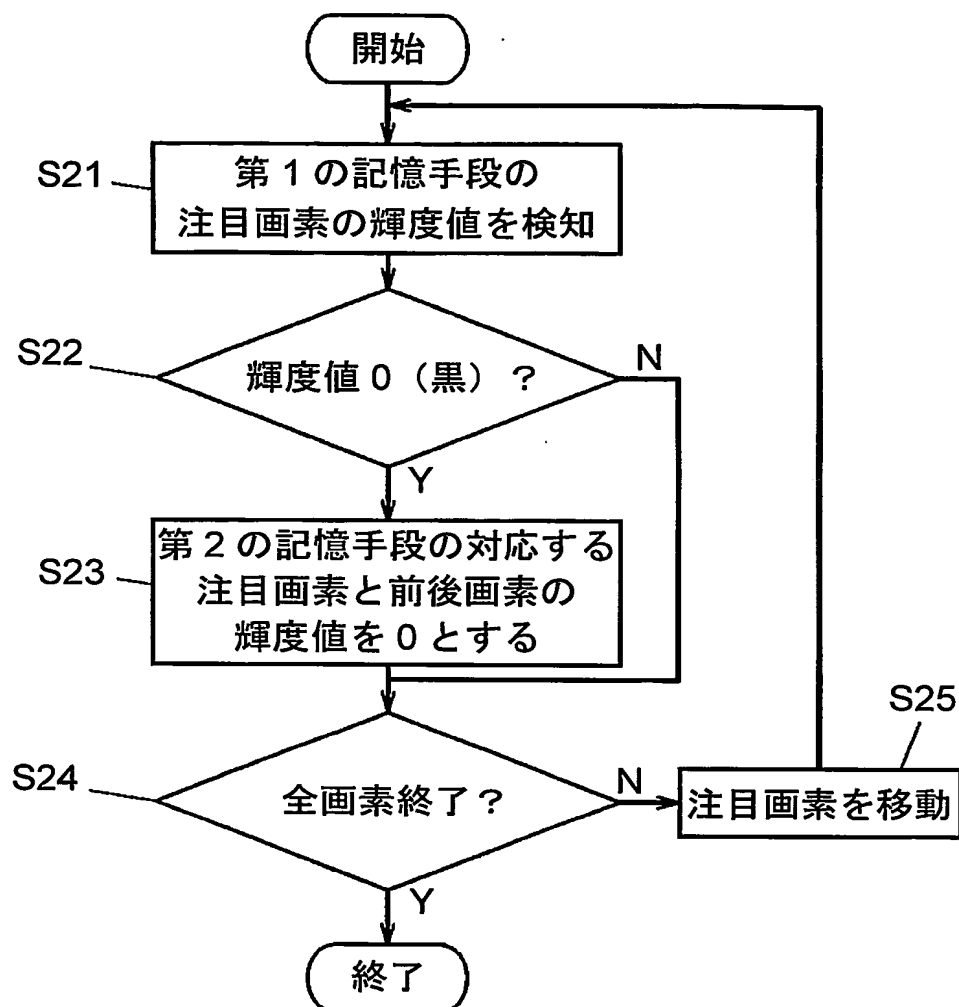 開始
S21
第1の記憶手段の
注目画素の輝度値を検知
S22
輝度値0（黒）？
N
Y
S23
第2の記憶手段の対応する
注目画素と前後画素の
輝度値を0とする
S24
全画素終了？
N
S25
注目画素を移動
Y
終了